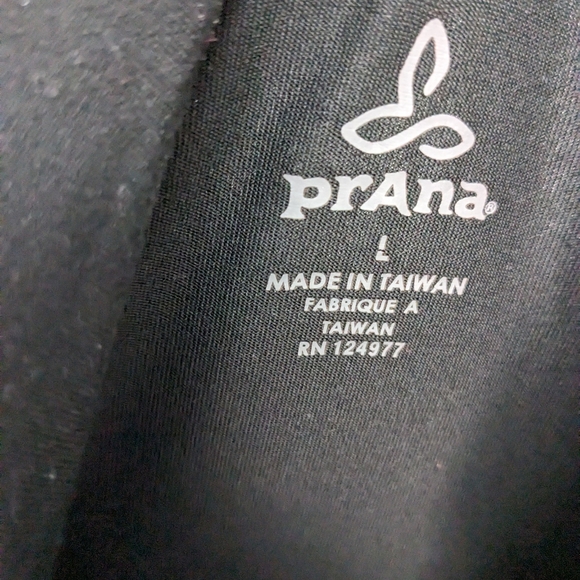 prAna®
L
MADE IN TAIWAN
FABRIQUE A
TAIWAN
RN 124977